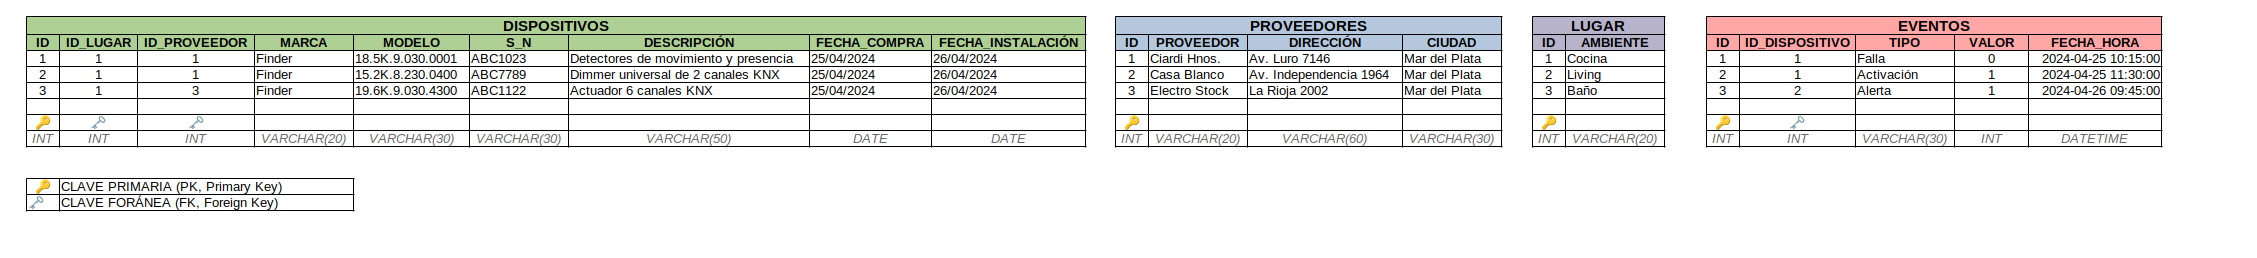 DISPOSITIVOS PROVEEDORES LUGAR EVENTOS
ID ID_LUGAR ID_PROVEEDOR MARCA MODELO S_N DESCRIPCIÓN FECHA_COMPRA FECHA_INSTALACIÓN ID PROVEEDOR DIRECCIÓN CIUDAD ID AMBIENTE ID ID_DISPOSITIVO TIPO VALOR FECHA_HORA
1 1 1 Finder 18.5K.9.030.0001 ABC1023 Detectores de movimiento y presencia 25/04/2024 26/04/2024 1 Ciardi Hnos. Av. Luro 7146 Mar del Plata 1 Cocina 1 1 Falla 0 2024-04-25 10:15:00
2 1 1 Finder 15.2K.8.230.0400 ABC7789 Dimmer universal de 2 canales KNX 25/04/2024 26/04/2024 2 Casa Blanco Av. Independencia 1964 Mar del Plata 2 Living 2 1 Activación 1 2024-04-25 11:30:00
3 1 3 Finder 19.6K.9.030.4300 ABC1122 Actuador 6 canales KNX 25/04/2024 26/04/2024 3 Electro Stock La Rioja 2002 Mar del Plata 3 Baño 3 2 Alerta 1 2024-04-26 09:45:00
INT INT INT VARCHAR(20) VARCHAR(30) VARCHAR(30) VARCHAR(50) DATE DATE INT VARCHAR(20) VARCHAR(60) VARCHAR(30) INT VARCHAR(20) INT INT VARCHAR(30) INT DATETIME
CLAVE PRIMARIA (PK, Primary Key)
CLAVE FORÁNEA (FK, Foreign Key)